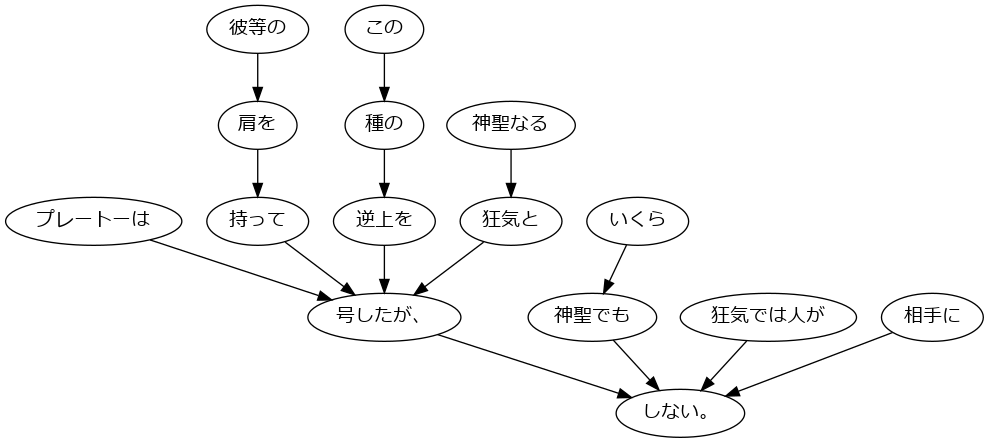 彼等の
この
肩を
種の
神聖なる
プレートーは
持って
逆上を
狂気と
いくら
号したが、
神聖でも
狂気では人が
相手に
しない。